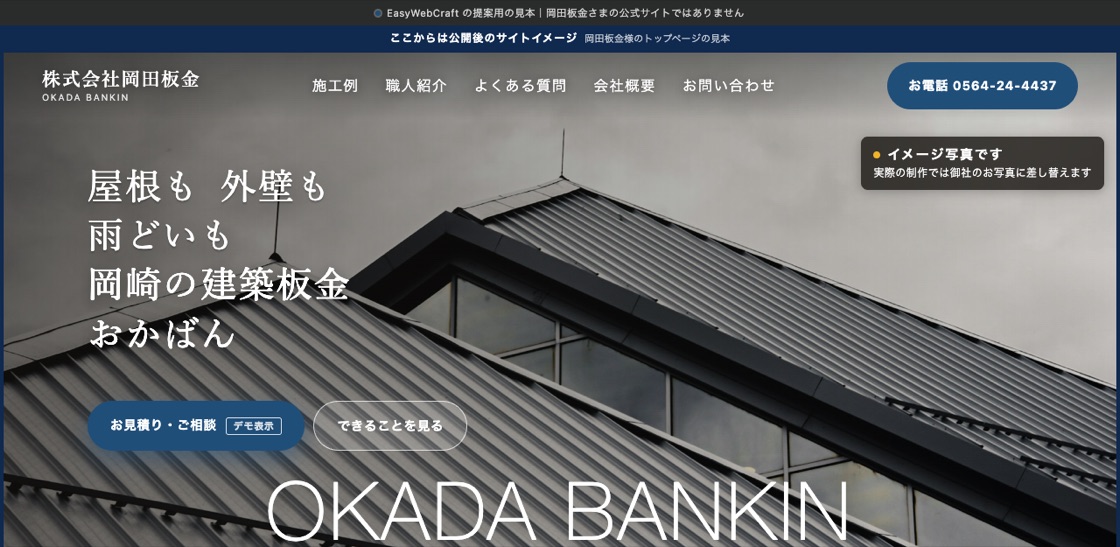 EasyWebCraft の提案用の見本｜岡田板金さまの公式サイトではありません
ここからは公開後のサイトイメージ 岡田板金様のトップページの見本
株式会社岡田板金
OKADA BANKIN
施工例 職人紹介 よくある質問 会社概要 お問い合わせ
お電話 0564-24-4437
イメージ写真です
実際の制作では御社のお写真に差し替えます
屋根も 外壁も
雨どいも
岡崎の建築板金
おかばん
お見積り・ご相談 デモ表示
できることを見る
OKADA BANKIN